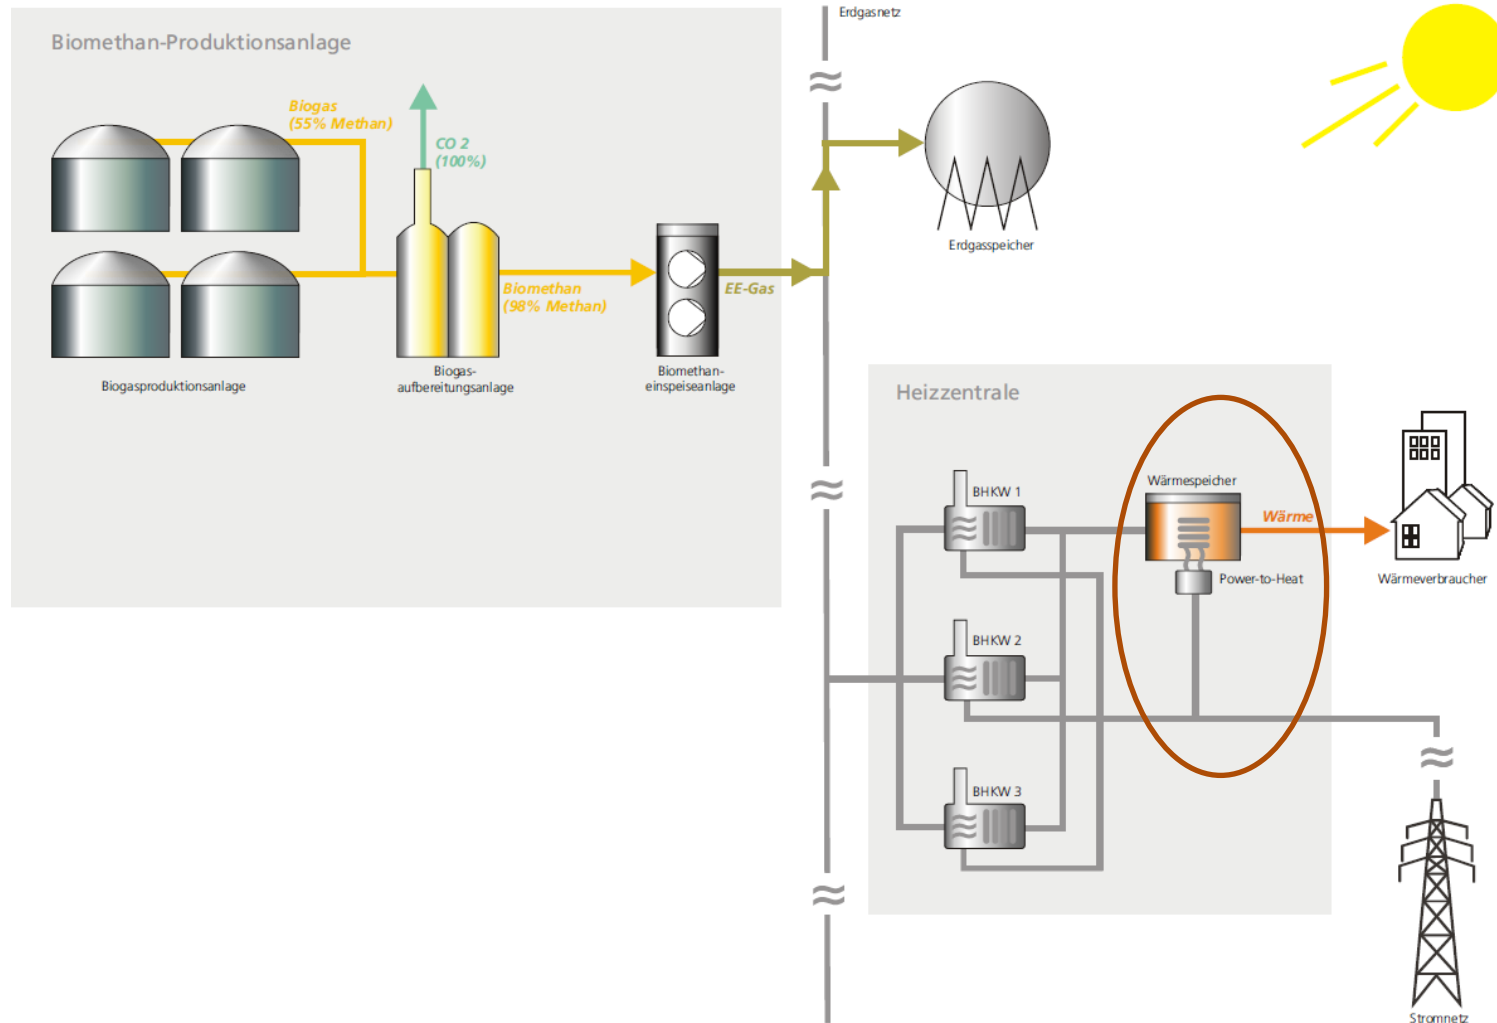 Erdgasnetz
Biomethan-Produktionsanlage
Biogas
(55% Methan)
CO 2
(100%)
Erdgasspeicher
Biomethan
(98% Methan)
EE-Gas
Biogasproduktionsanlage
Biogas-
aufbereitungsanlage
Biomethan-
einspeiseanlage
Heizzentrale
BHKW 1
Wärmespeicher
Wärme
Power-to-Heat
Wärmeverbraucher
BHKW 2
BHKW 3
Stromnetz